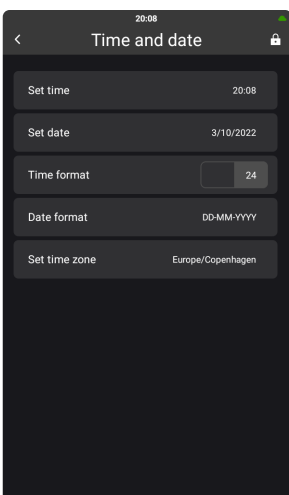 20:08
Time and date
Set time 20:08
Set date 3/10/2022
Time format 24
Date format DD-MM-YYYY
Set time zone Europe/Copenhagen